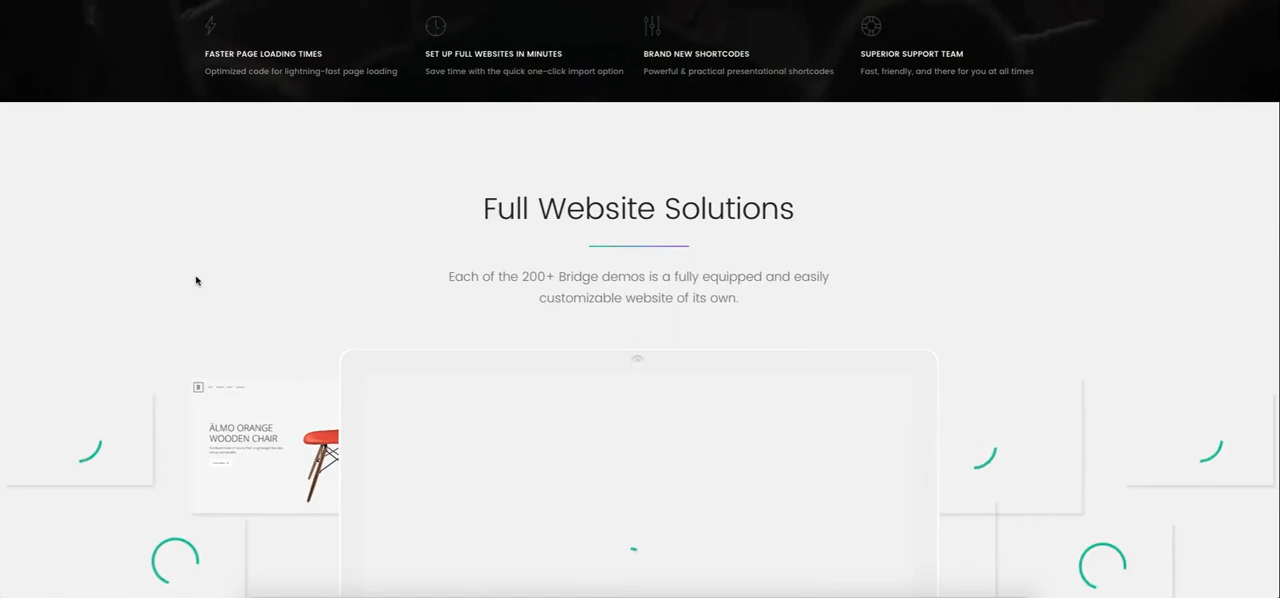 FASTER PAGE LOADING TIMES
Optimized code for lightning-fast page loading
SET UP FULL WEBSITES IN MINUTES
Save time with the quick one-click import option
BRAND NEW SHORTCODES
Powerful & practical presentational shortcodes
SUPERIOR SUPPORT TEAM
Fast, friendly, and there for you at all times
Full Website Solutions
Each of the 200+ Bridge demos is a fully equipped and easily
customizable website of its own.
B
ÄLMO ORANGE
WOODEN CHAIR